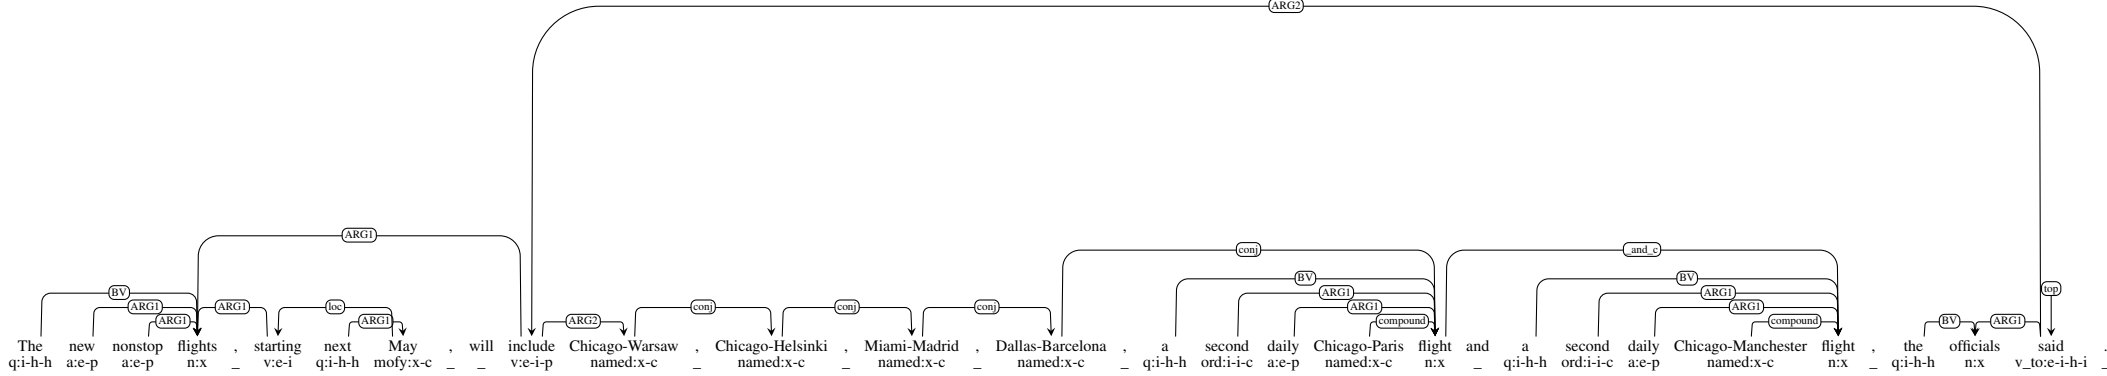 ARG2
ARG1
conj _and_c
BV BV BV top
ARG1 ARG1 loc conj conj conj ARG1 ARG1
ARG1 ARG1 ARG2 compound compound BV ARG1
The new nonstop flights , starting next May , will include Chicago-Warsaw , Chicago-Helsinki , Miami-Madrid , Dallas-Barcelona , a second daily Chicago-Paris flight and a second daily Chicago-Manchester flight , the officials said .
q:i-h-h a:e-p a:e-p n:x _ v:e-i q:i-h-h mofy:x-c _ _ v:e-i-p named:x-c _ named:x-c _ named:x-c _ named:x-c _ q:i-h-h ord:i-i-c a:e-p named:x-c n:x _ q:i-h-h ord:i-i-c a:e-p named:x-c n:x _ q:i-h-h n:x v_to:e-i-h-i _